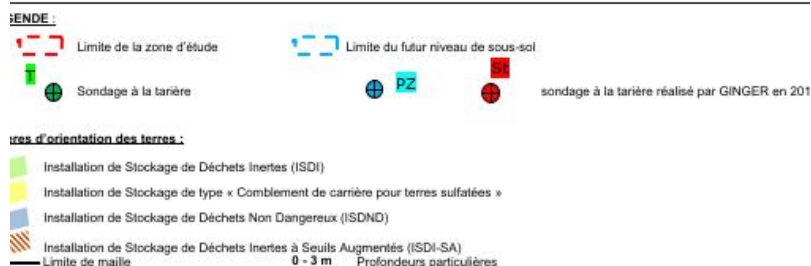 GENDE :
Limite de la zone d'étude Limite du futur niveau de sous-sol
T PZ St
Sondage à la tarière sondage à la tarière réalisé par GINGER en 201
ères d'orientation des terres :
Installation de Stockage de Déchets Inertes (ISDI)
Installation de Stockage de type « Comblement de carrière pour terres sulfatées »
Installation de Stockage de Déchets Non Dangereux (ISDND)
Installation de Stockage de Déchets Inertes à Seuils Augmentés (ISDI-SA)
Limite de maille 0 - 3 m Profondeurs particulières